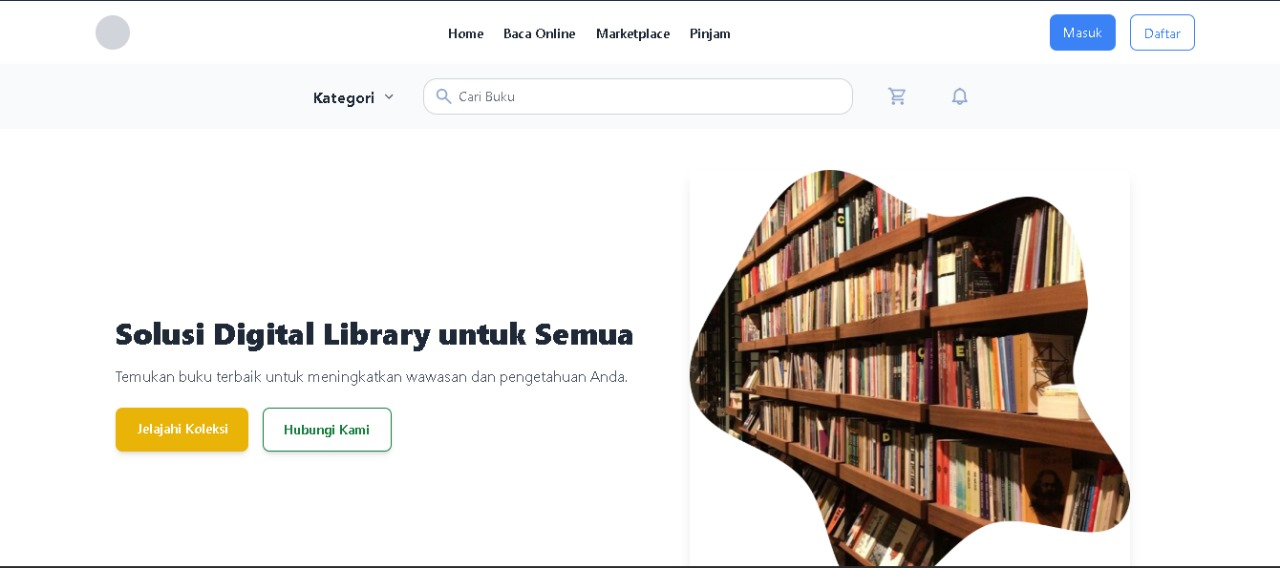 Home Baca Online Marketplace Pinjam Masuk Daftar
Kategori Cari Buku
Solusi Digital Library untuk Semua
Temukan buku terbaik untuk meningkatkan wawasan dan pengetahuan Anda.
Jelajahi Koleksi Hubungi Kami